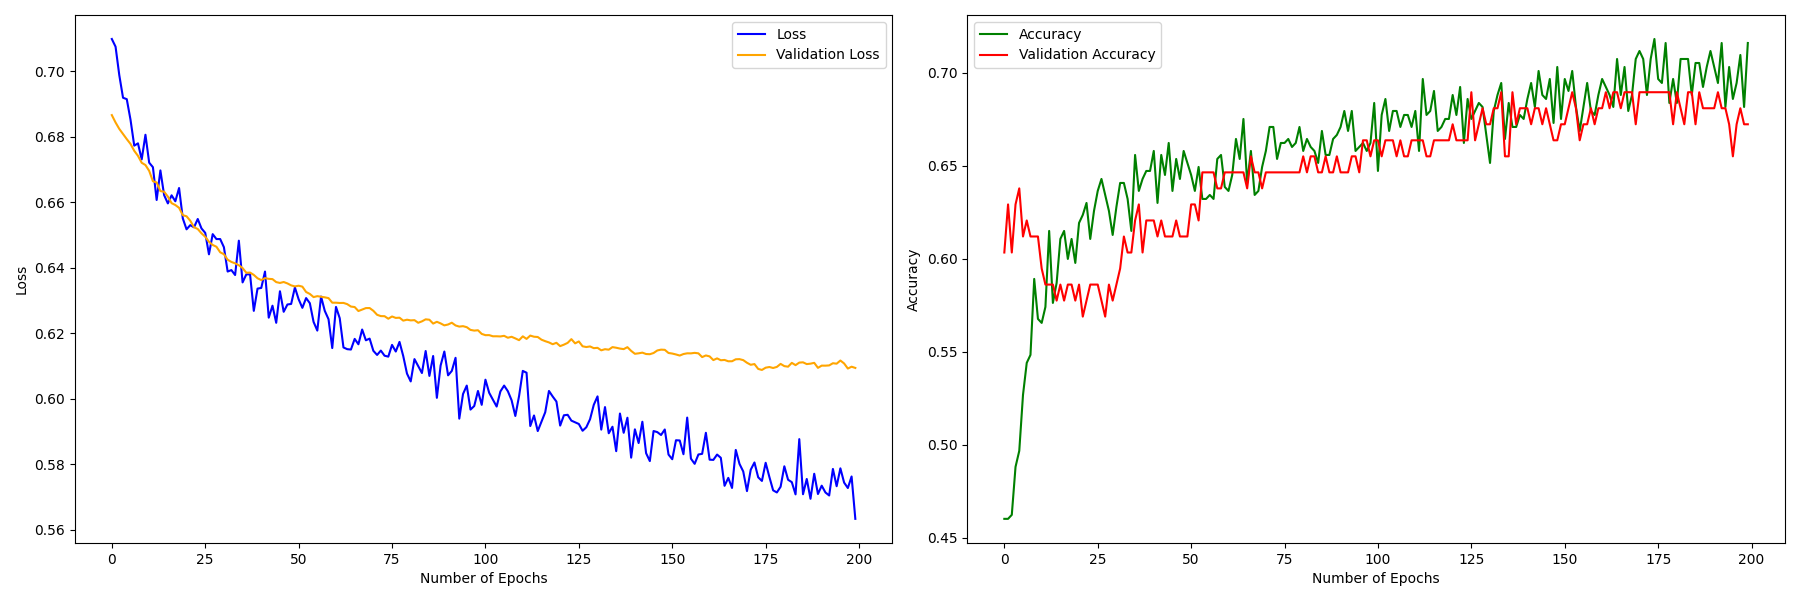 Loss
Validation Loss
0.70
0.68
0.66
0.64
0.62
0.60
0.58
0.56
Loss
0 25 50 75 100 125 150 175 200
Number of Epochs
Accuracy
Validation Accuracy
0.70
0.65
0.60
0.55
0.50
0.45
Accuracy
0 25 50 75 100 125 150 175 200
Number of Epochs